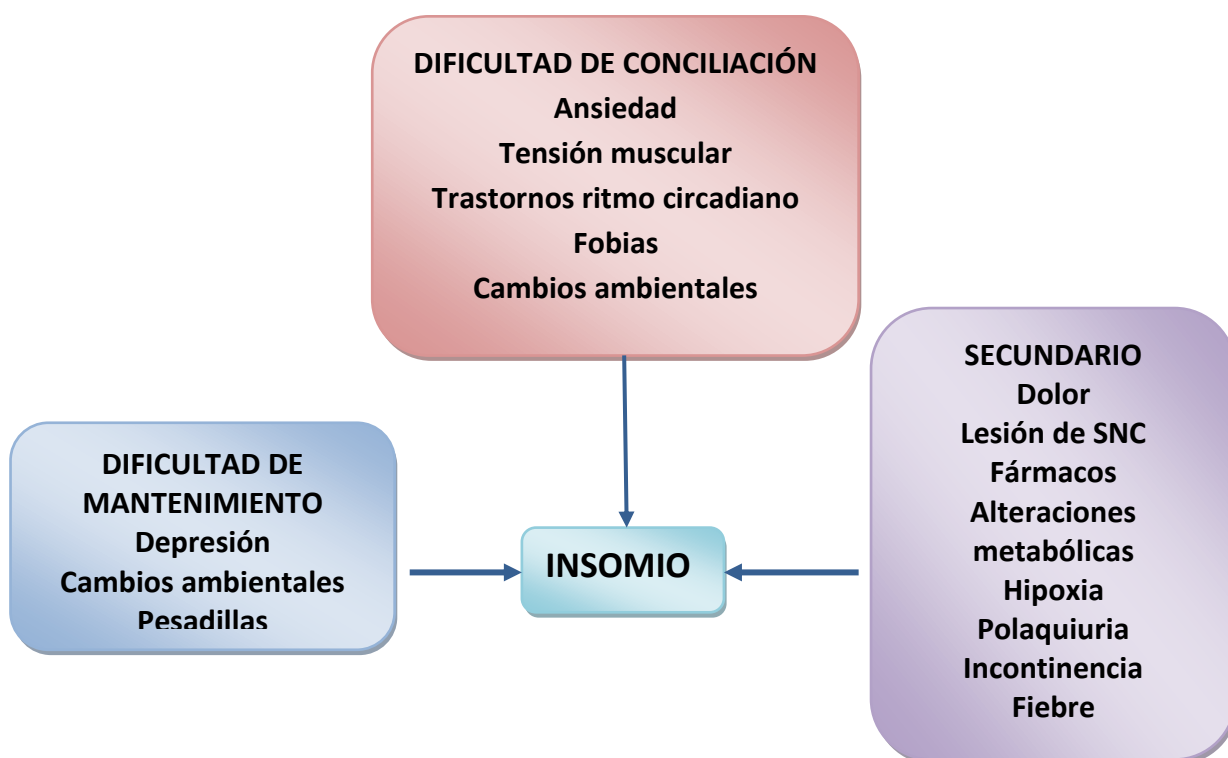 DIFICULTAD DE CONCILIACIÓN
Ansiedad
Tensión muscular
Trastornos ritmo circadiano
Fobias
Cambios ambientales
DIFICULTAD DE
MANTENIMIENTO
Depresión
Cambios ambientales
Pesadillas
INSOMIO
SECUNDARIO
Dolor
Lesión de SNC
Fármacos
Alteraciones
metabólicas
Hipoxia
Polaquiuria
Incontinencia
Fiebre